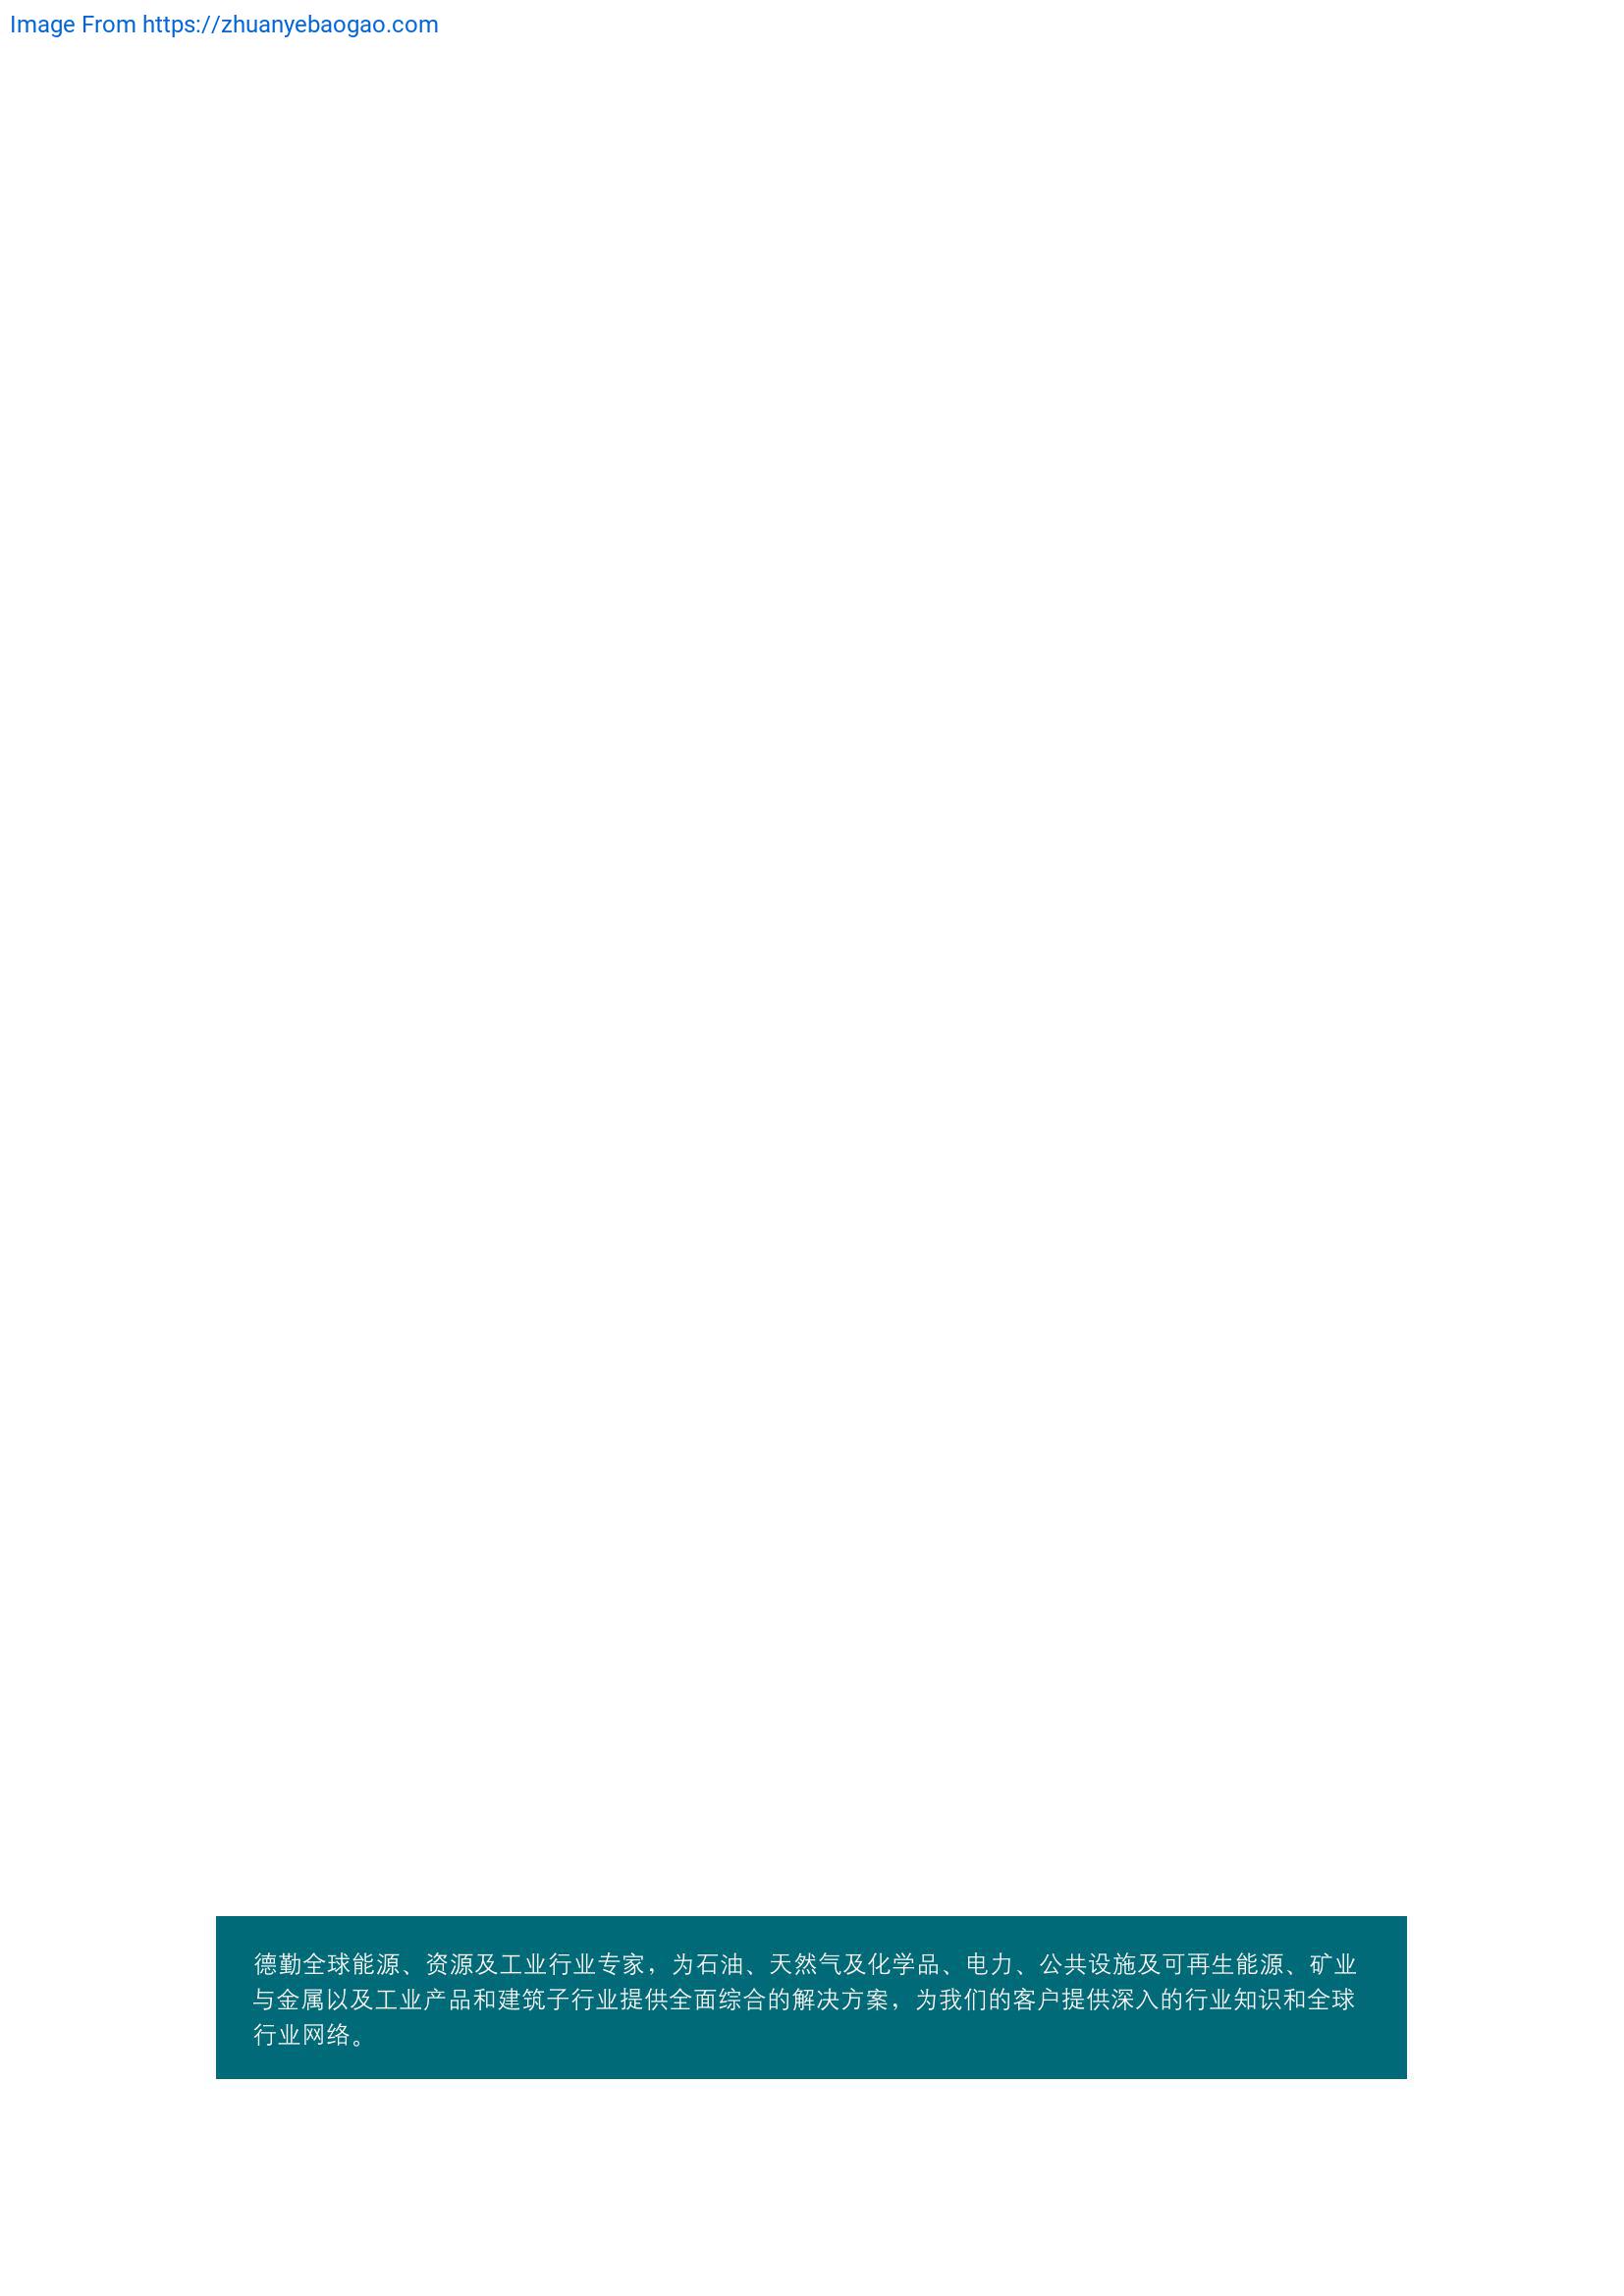 Image From https://zhuanyebaogao.com
德勤全球能源、资源及工业行业专家，为石油、天然气及化学品、电力、公共设施及可再生能源、矿业
与金属以及工业产品和建筑子行业提供全面综合的解决方案，为我们的客户提供深入的行业知识和全球
行业网络。